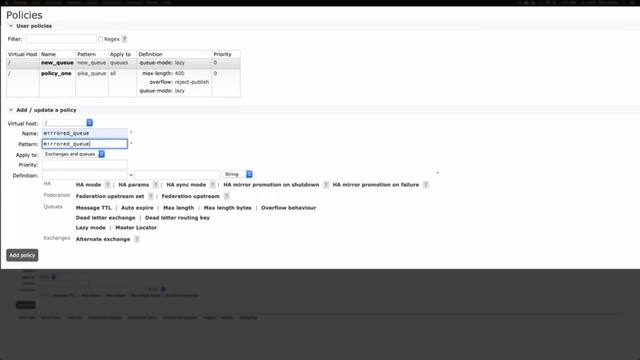 Policies
User policies
Filter: Regex ?
Virtual Host Name Pattern Apply to Definition Priority
/ new_queue new_queue queues queue-mode: lazy 0
/ policy_one pika_queue all max-length: 400 0
overflow: reject-publish
queue-mode: lazy
Add / update a policy
Virtual host: /
Name: mirrored_queue *
Pattern: mirrored_queue *
Apply to: Exchanges and queues
Priority:
Definition: = String *
HA HA mode ? | HA params ? | HA sync mode ? | HA mirror promotion on shutdown ? | HA mirror promotion on failure ?
Federation Federation upstream set ? | Federation upstream ?
Queues Message TTL | Auto expire | Max length | Max length bytes | Overflow behaviour
Dead letter exchange | Dead letter routing key
Lazy mode | Master Locator
Exchanges Alternate exchange ?
Add policy